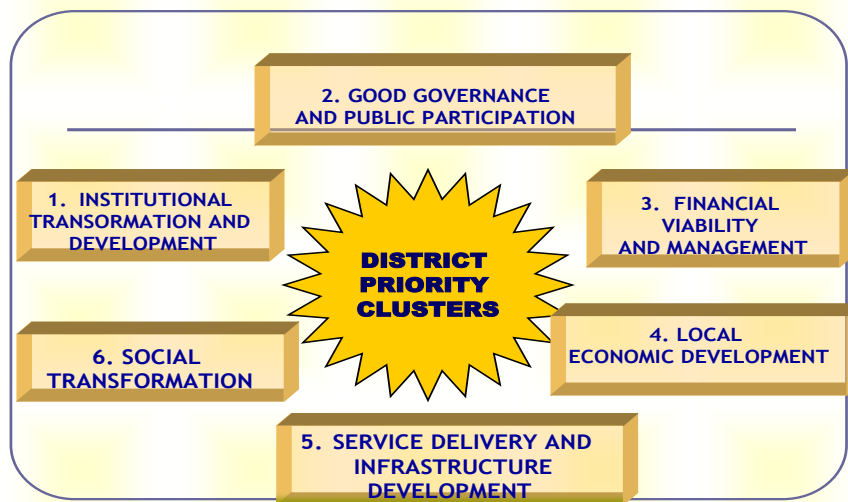 2. GOOD GOVERNANCE
AND PUBLIC PARTICIPATION
1. INSTITUTIONAL
TRANSORMATION AND
DEVELOPMENT
3. FINANCIAL
VIABILITY
AND MANAGEMENT
DISTRICT
PRIORITY
CLUSTERS
4. LOCAL
ECONOMIC DEVELOPMENT
6. SOCIAL
TRANSFORMATION
5. SERVICE DELIVERY AND
INFRASTRUCTURE
DEVELOPMENT